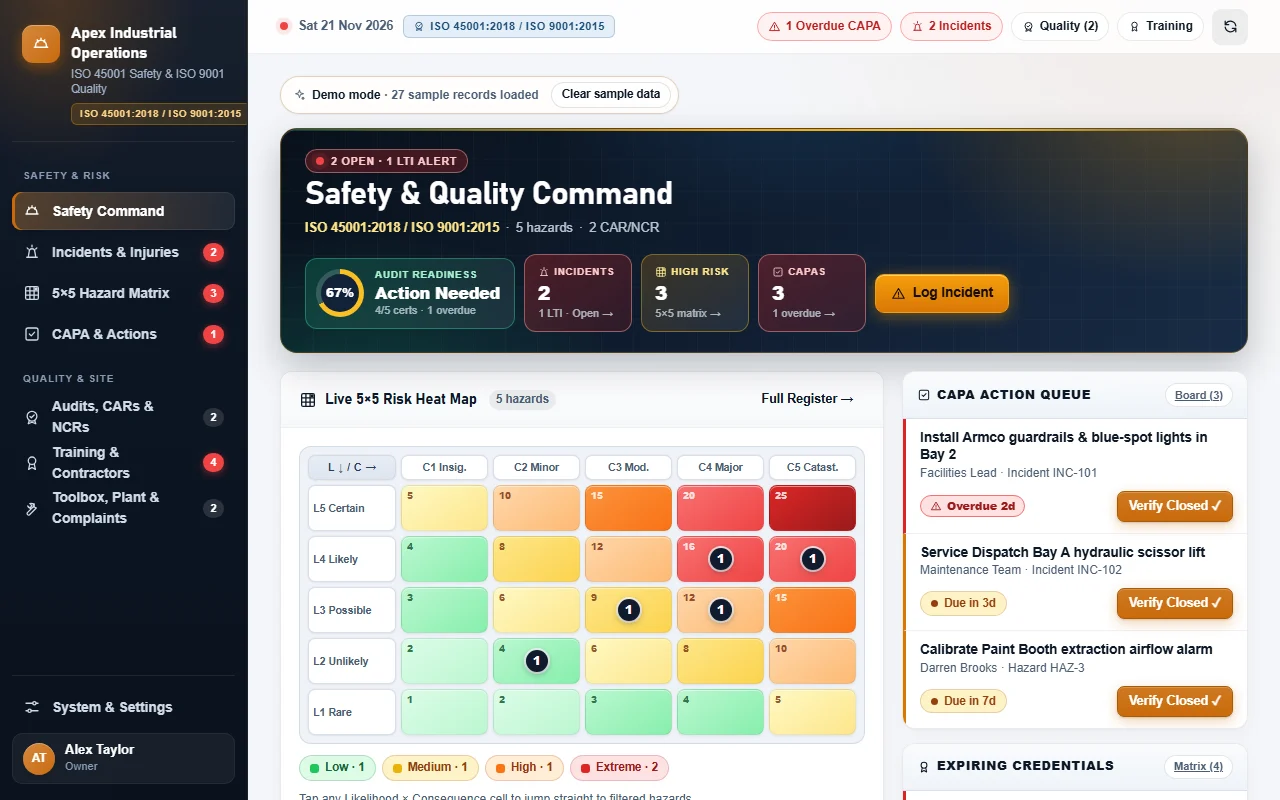 Apex Industrial
Operations
ISO 45001 Safety & ISO 9001
Quality
ISO 45001:2018 / ISO 9001:2015
SAFETY & RISK
Safety Command
Incidents & Injuries 2
5×5 Hazard Matrix 3
CAPA & Actions 1
QUALITY & SITE
Audits, CARs &
NCRs 2
Training &
Contractors 4
Toolbox, Plant &
Complaints 2
System & Settings
AT
Alex Taylor
Owner
Sat 21 Nov 2026 ISO 45001:2018 / ISO 9001:2015 1 Overdue CAPA 2 Incidents Quality (2) Training
Demo mode · 27 sample records loaded Clear sample data
2 OPEN · 1 LTI ALERT
Safety & Quality Command
ISO 45001:2018 / ISO 9001:2015 · 5 hazards · 2 CAR/NCR
67%
AUDIT READINESS
Action Needed
4/5 certs · 1 overdue
INCIDENTS
2
1 LTI · Open →
HIGH RISK
3
5×5 matrix →
CAPAS
3
1 overdue →
Log Incident
Live 5×5 Risk Heat Map 5 hazards Full Register →
L ↓ / C → C1 Insig. C2 Minor C3 Mod. C4 Major C5 Catast.
L5 Certain 5 10 15 20 25
L4 Likely 4 8 12 16 1 20 1
L3 Possible 3 6 9 1 12 1 15
L2 Unlikely 2 4 1 6 8 10
L1 Rare 1 2 3 4 5
Low · 1 Medium · 1 High · 1 Extreme · 2
Tap any Likelihood × Consequence cell to jump straight to filtered hazards
CAPA ACTION QUEUE Board (3)
Install Armco guardrails & blue-spot lights in
Bay 2
Facilities Lead · Incident INC-101
Overdue 2d Verify Closed ✓
Service Dispatch Bay A hydraulic scissor lift
Maintenance Team · Incident INC-102
Due in 3d Verify Closed ✓
Calibrate Paint Booth extraction airflow alarm
Darren Brooks · Hazard HAZ-3
Due in 7d Verify Closed ✓
EXPIRING CREDENTIALS Matrix (4)